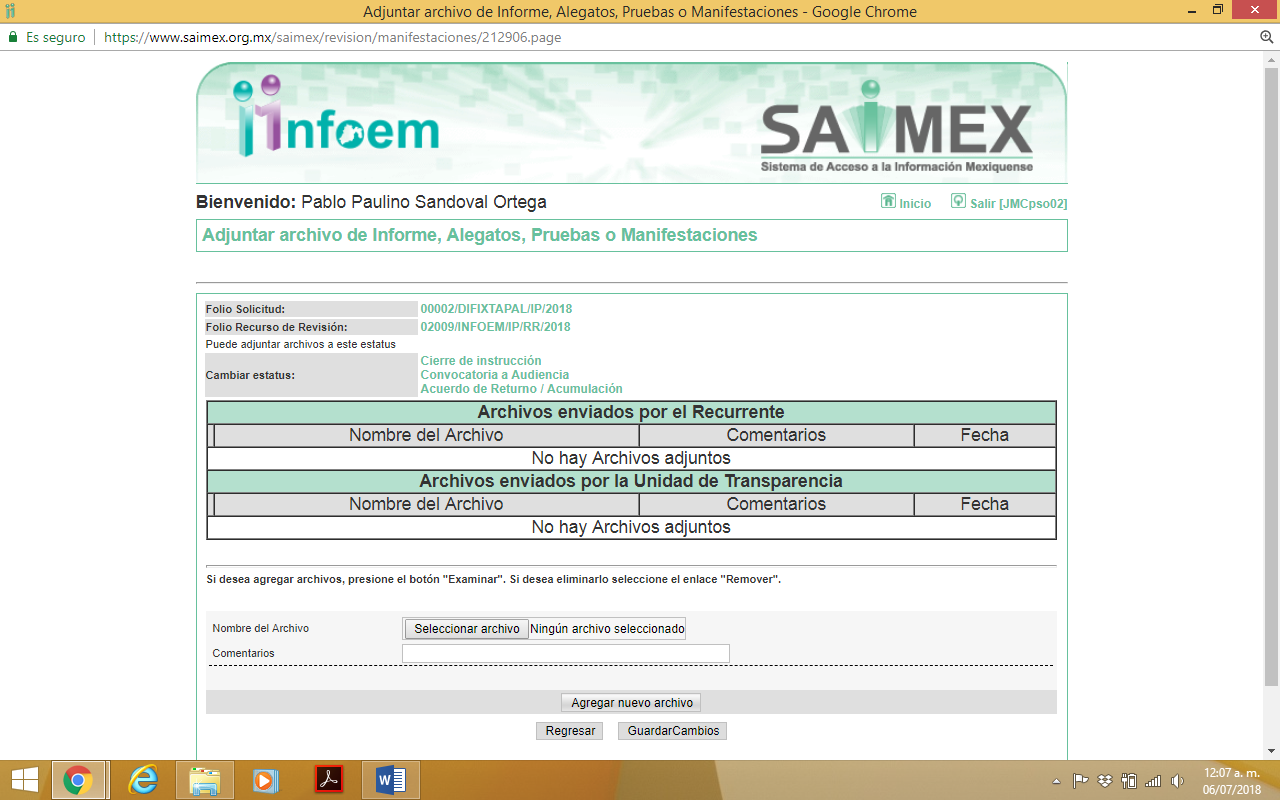 Adjuntar archivo de Informe, Alegatos, Pruebas o Manifestaciones - Google Chrome
Es seguro | https://www.saimex.org.mx/saimex/revision/manifestaciones/212906.page
infoem
SAIMEX
Sistema de Acceso a la Información Mexiquense
Bienvenido: Pablo Paulino Sandoval Ortega
Inicio Salir [JMCpso02]
Adjuntar archivo de Informe, Alegatos, Pruebas o Manifestaciones
Folio Solicitud: 00002/DIFIXTAPAL/IP/2018
Folio Recurso de Revisión: 02009/INFOEM/IP/RR/2018
Puede adjuntar archivos a este estatus
Cambiar estatus:
Cierre de instrucción
Convocatoria a Audiencia
Acuerdo de Returno / Acumulación
Archivos enviados por el Recurrente
Nombre del Archivo Comentarios Fecha
No hay Archivos adjuntos
Archivos enviados por la Unidad de Transparencia
Nombre del Archivo Comentarios Fecha
No hay Archivos adjuntos
Si desea agregar archivos, presione el botón "Examinar". Si desea eliminarlo seleccione el enlace "Remover".
Nombre del Archivo Seleccionar archivo Ningún archivo seleccionado
Comentarios
Agregar nuevo archivo
Regresar GuardarCambios
12:07 a. m.
06/07/2018